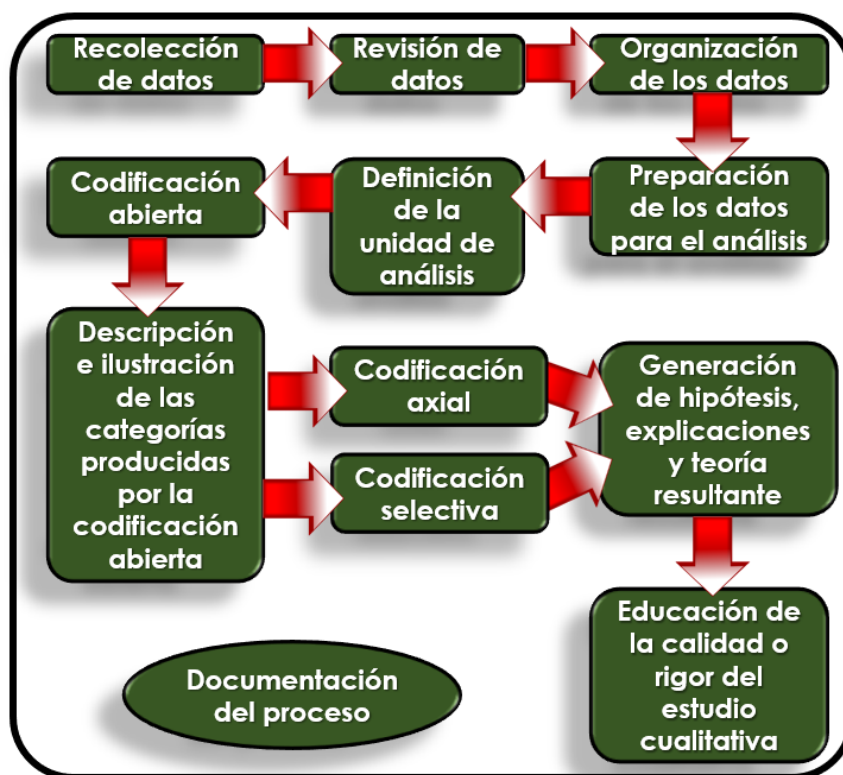 Recolección
de datos
Revisión de
datos
Organización
de los datos
Preparación
de los datos
para el análisis
Definición
de la
unidad de
análisis
Codificación
abierta
Descripción
e ilustración
de las
categorías
producidas
por la
codificación
abierta
Codificación
axial
Codificación
selectiva
Generación
de hipótesis,
explicaciones
y teoría
resultante
Educación de
la calidad o
rigor del
estudio
cualitativa
Documentación
del proceso